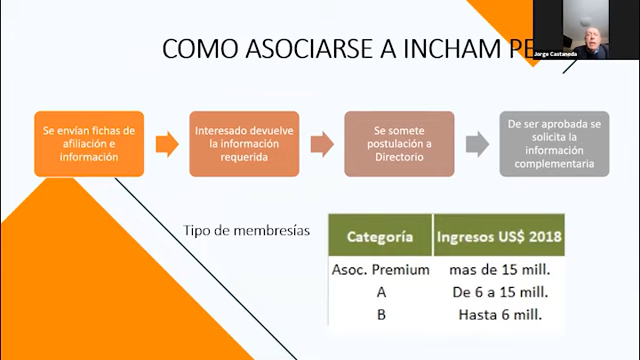 COMO ASOCIARSE A INCHAM
Jorge Castaneda
Se envían fichas de
afiliación e
información
Interesado devuelve
la información
requerida
Se somete
postulación a
Directorio
De ser aprobada se
solicita la
información
complementaria
Tipo de membresías
Categoría Ingresos US$ 2018
Asoc. Premium mas de 15 mill.
A De 6 a 15 mill.
B Hasta 6 mill.